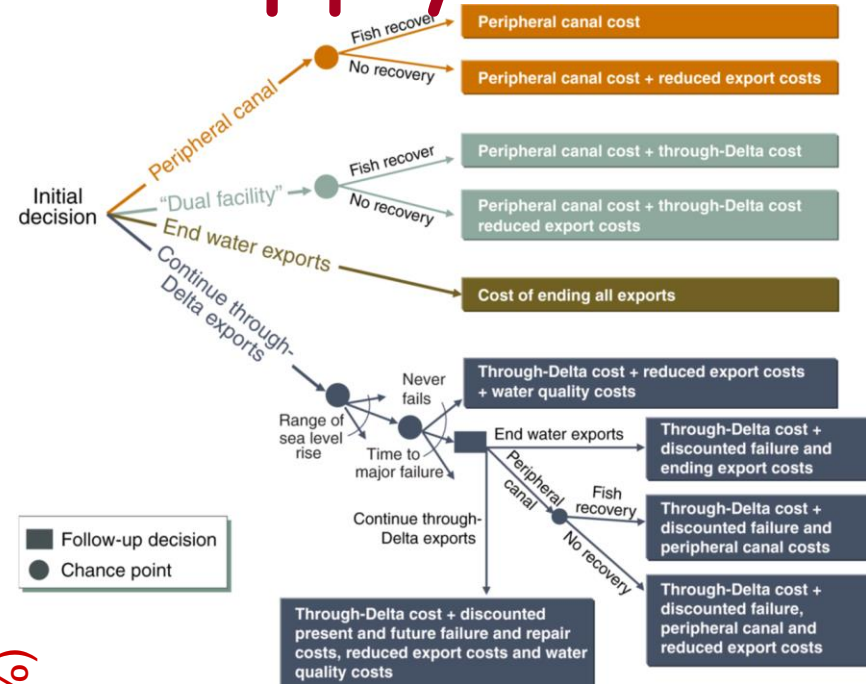 Fish recover
Peripheral canal cost
No recovery
Peripheral canal cost + reduced export costs
Peripheral canal
Fish recover
Peripheral canal cost + through-Delta cost
Initial
decision
"Dual facility"
No recovery
Peripheral canal cost + through-Delta cost
reduced export costs
End water exports
Cost of ending all exports
Continue through-
Delta exports
Never
fails
Through-Delta cost + reduced export costs
+ water quality costs
Range of
sea level
rise
Time to
major failure
End water exports
Through-Delta cost +
discounted failure and
ending export costs
Peripheral
canal
Fish
recovery
Through-Delta cost +
discounted failure and
peripheral canal costs
Continue through-
Delta exports
No recovery
Through-Delta cost +
discounted failure,
peripheral canal and
reduced export costs
Follow-up decision
Chance point
Through-Delta cost + discounted
present and future failure and repair
costs, reduced export costs and water
quality costs
%)